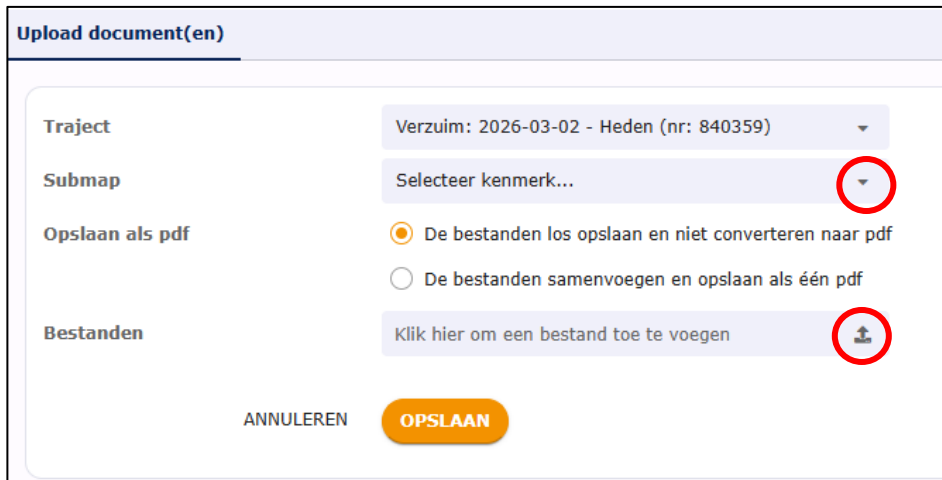 Upload document(en)
Traject Verzuim: 2026-03-02 - Heden (nr: 840359)
Submap Selecteer kenmerk...
Opslaan als pdf De bestanden los opslaan en niet converteren naar pdf
De bestanden samenvoegen en opslaan als één pdf
Bestanden Klik hier om een bestand toe te voegen
ANNULEREN OPSLAAN